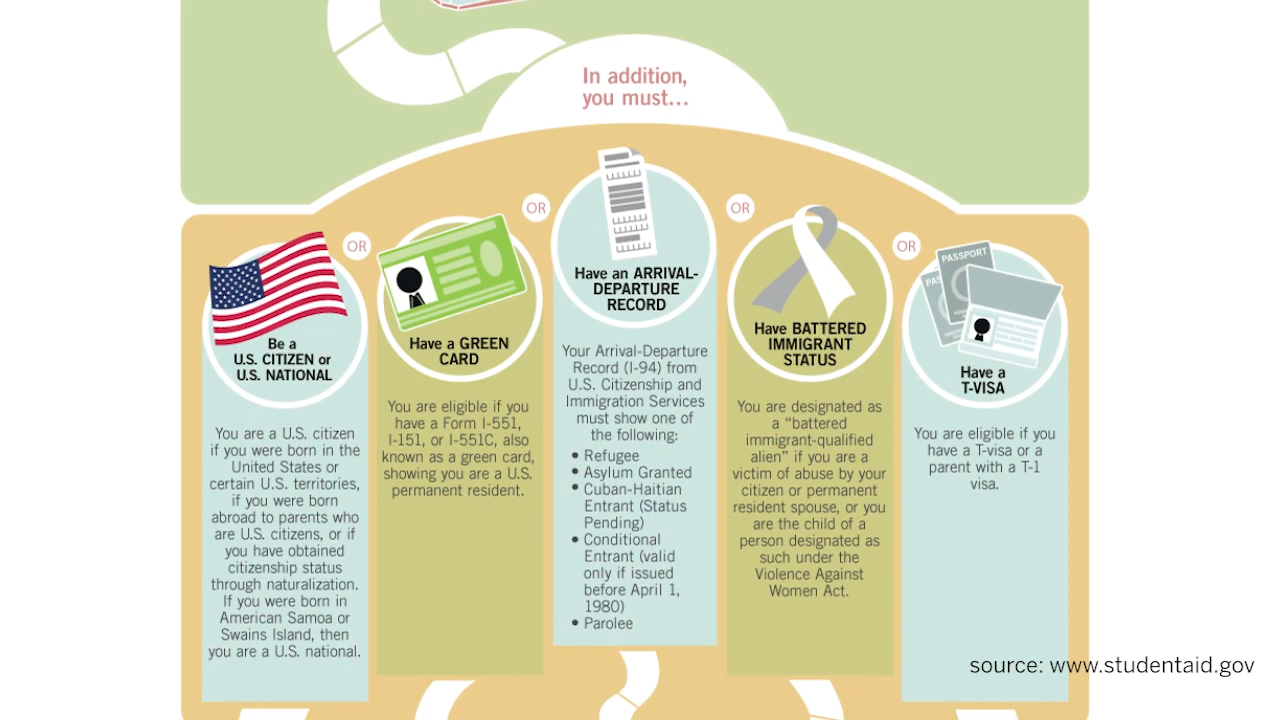 In addition,
you must...
OR
OR
OR
OR
Be a
U.S. CITIZEN or
U.S. NATIONAL
You are a U.S. citizen
if you were born in the
United States or
certain U.S. territories,
if you were born
abroad to parents who
are U.S. citizens, or if
you have obtained
citizenship status
through naturalization.
If you were born in
American Samoa or
Swains Island, then
you are a U.S. national.
Have a GREEN
CARD
You are eligible if you
have a Form I-551,
I-151, or I-551C, also
known as a green card,
showing you are a U.S.
permanent resident.
Have an ARRIVAL-
DEPARTURE
RECORD
Your Arrival-Departure
Record (I-94) from
U.S. Citizenship and
Immigration Services
must show one of
the following:
• Refugee
• Asylum Granted
• Cuban-Haitian
Entrant (Status
Pending)
• Conditional
Entrant (valid
only if issued
before April 1,
1980)
• Parolee
Have BATTERED
IMMIGRANT
STATUS
You are designated as
a “battered
immigrant-qualified
alien” if you are a
victim of abuse by your
citizen or permanent
resident spouse, or you
are the child of a
person designated as
such under the
Violence Against
Women Act.
PASSPORT
PAS
Have a
T-VISA
You are eligible if you
have a T-visa or a
parent with a T-1
visa.
source: www.studentaid.gov